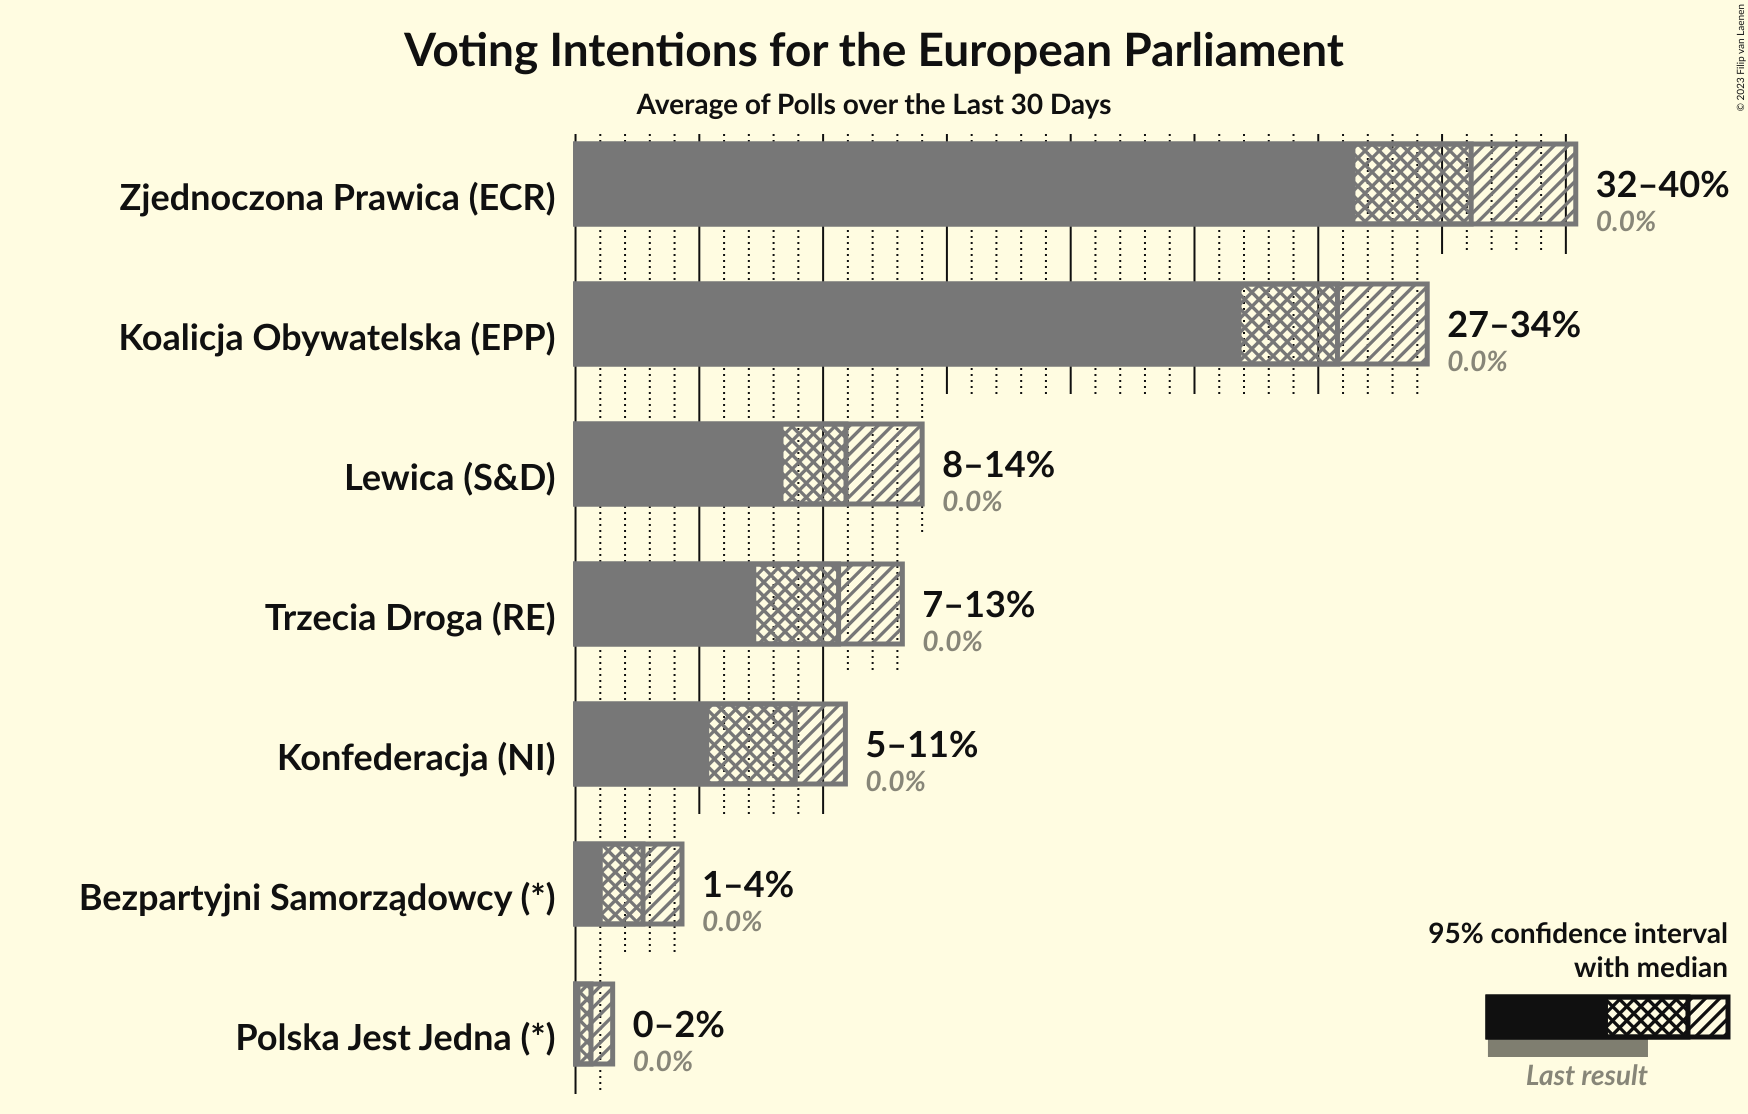 Voting Intentions for the European Parliament
Average of Polls over the Last 30 Days
© 2023 Filip van Laenen
Zjednoczona Prawica (ECR)
32–40%
0.0%
Koalicja Obywatelska (EPP)
27–34%
0.0%
Lewica (S&D)
8–14%
0.0%
Trzecia Droga (RE)
7–13%
0.0%
Konfederacja (NI)
5–11%
0.0%
Bezpartyjni Samorządowcy (*)
1–4%
0.0%
Polska Jest Jedna (*)
0–2%
0.0%
95% confidence interval
with median
Last result